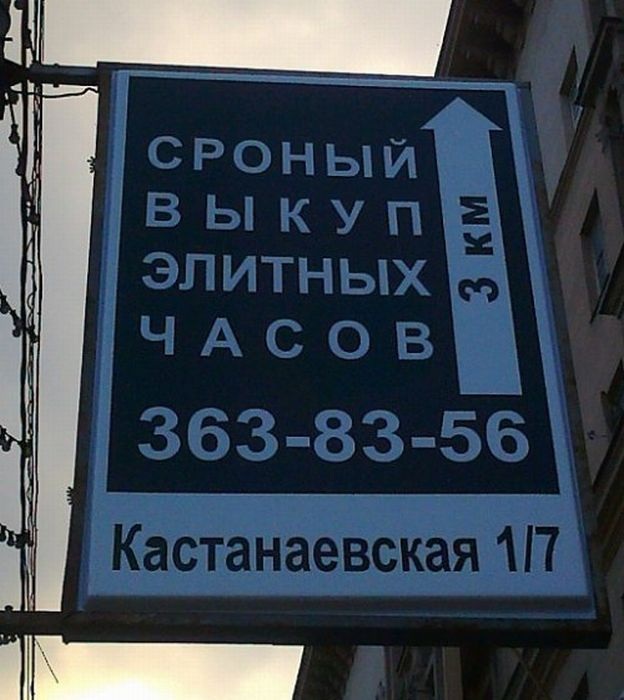 СРОНЫЙ
ВЫКУП
ЭЛИТНЫХ
ЧАСОВ
3 км
363-83-56
Кастанаевская 1/7